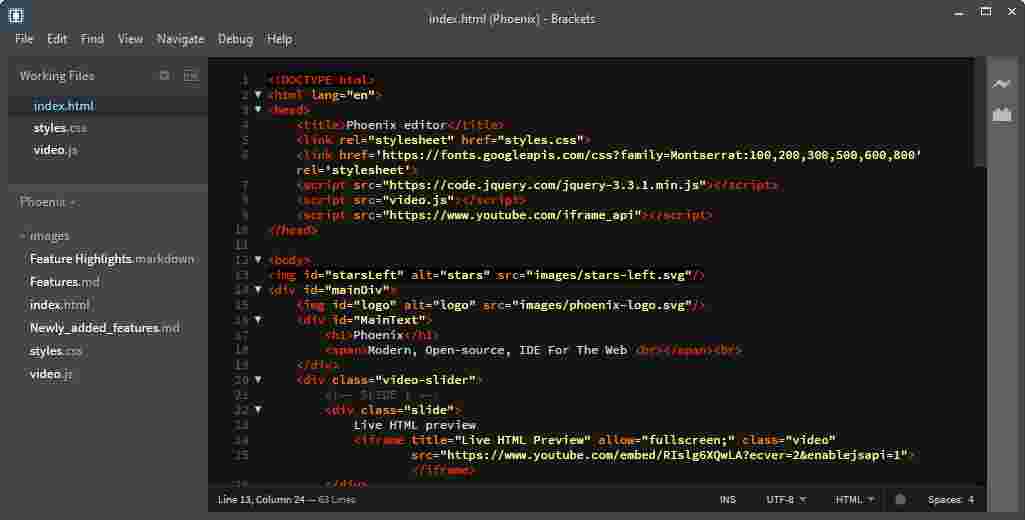 index.html (Phoenix) - Brackets
File Edit Find View Navigate Debug Help
Working Files
index.html
styles.css
video.js
Phoenix
images
Feature Highlights.markdown
Features.md
index.html
Newly_added_features.md
styles.css
video.js
1 <!DOCTYPE html>
2 <html lang="en">
3 <head>
4 <title>Phoenix editor</title>
5 <link rel="stylesheet" href="styles.css">
6 <link href='https://fonts.googleapis.com/css?family=Montserrat:100,200,300,500,600,800'
rel='stylesheet'>
7 <script src="https://code.jquery.com/jquery-3.3.1.min.js"></script>
8 <script src="video.js"></script>
9 <script src="https://www.youtube.com/iframe_api"></script>
10 </head>
11
12 <body>
13 <img id="starsLeft" alt="stars" src="images/stars-left.svg"/>
14 <div id="mainDiv">
15 <img id="logo" alt="logo" src="images/phoenix-logo.svg"/>
16 <div id="MainText">
17 <h1>Phoenix</h1>
18 <span>Modern, Open-source, IDE For The Web <br></span><br>
19 </div>
20 <div class="video-slider">
21 <!-- SLIDE 1 -->
22 <div class="slide">
23 Live HTML preview
24 <iframe title="Live HTML Preview" allow="fullscreen;" class="video"
25 src="https://www.youtube.com/embed/RIslg6XQwLA?ecver=2&enablejsapi=1">
</iframe>
</div>
Line 13, Column 24 — 63 Lines
INS UTF-8 HTML Spaces: 4